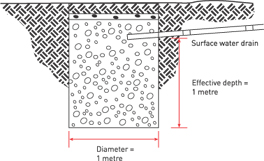 Surface water drain
Effective depth =
1 metre
Diameter =
1 metre